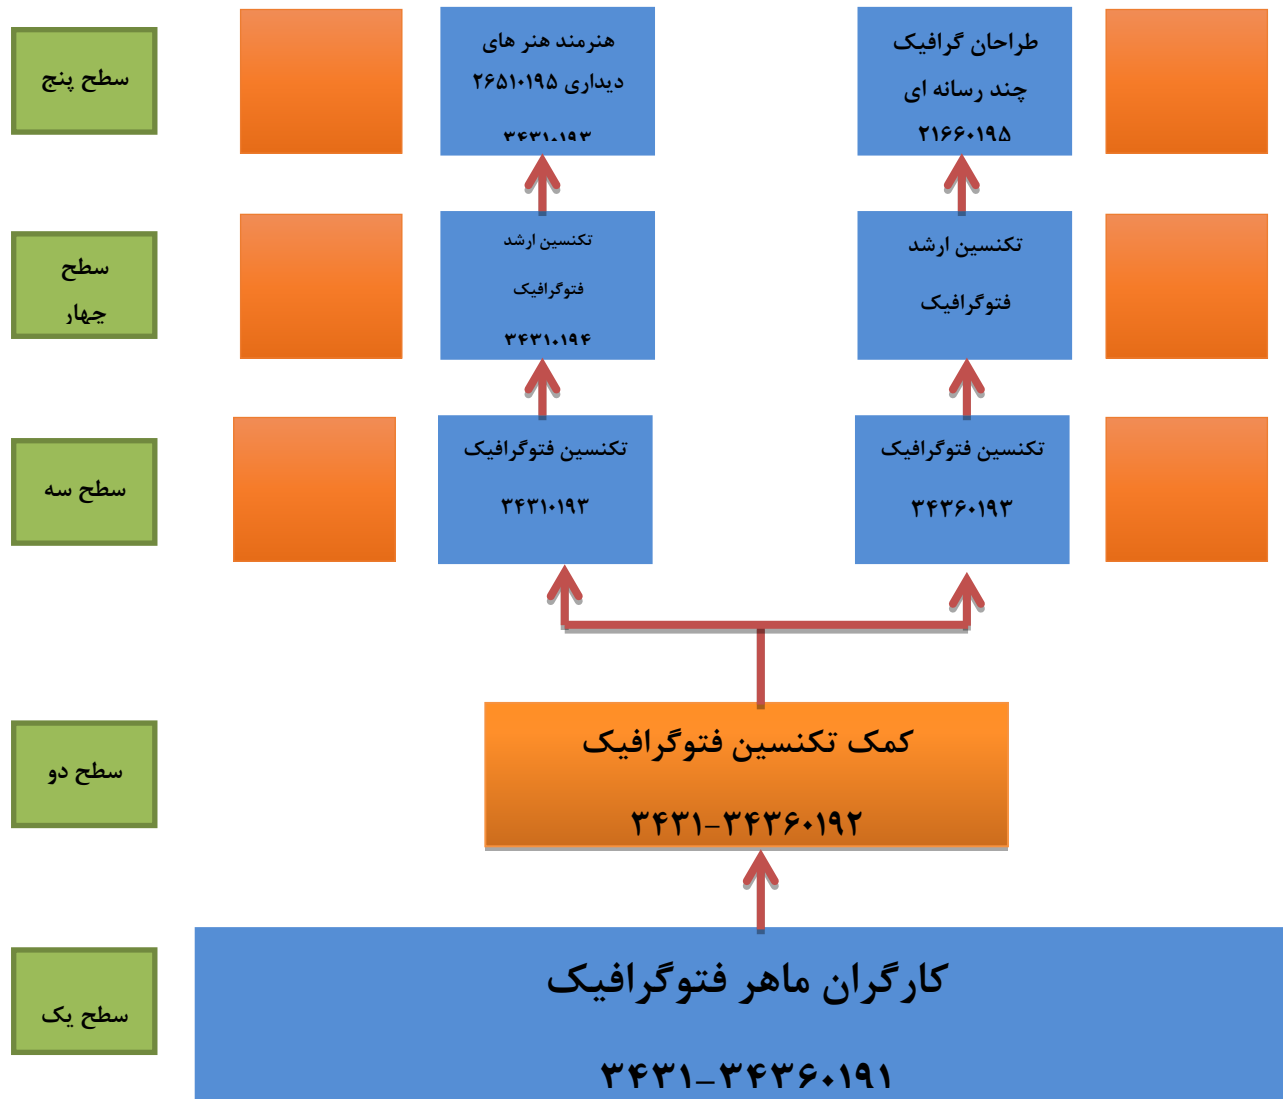 طراحان گرافیک
چند رسانه ای
۲۱۶۶۰۱۹۵
هنرمند هنر های
دیداری ۲۶۵۱۰۱۹۵
۳۴۳۱۰۱۹۳
سطح پنج
تکنسین ارشد
فتوگرافیک
تکنسین ارشد
فتوگرافیک
۳۴۳۱۰۱۹۴
سطح
چهار
تکنسین فتوگرافیک
۳۴۳۶۰۱۹۳
تکنسین فتوگرافیک
۳۴۳۱۰۱۹۳
سطح سه
کمک تکنسین فتوگرافیک
۳۴۳۱-۳۴۳۶۰۱۹۲
سطح دو
کارگران ماهر فتوگرافیک
۳۴۳۱-۳۴۳۶۰۱۹۱
سطح یک